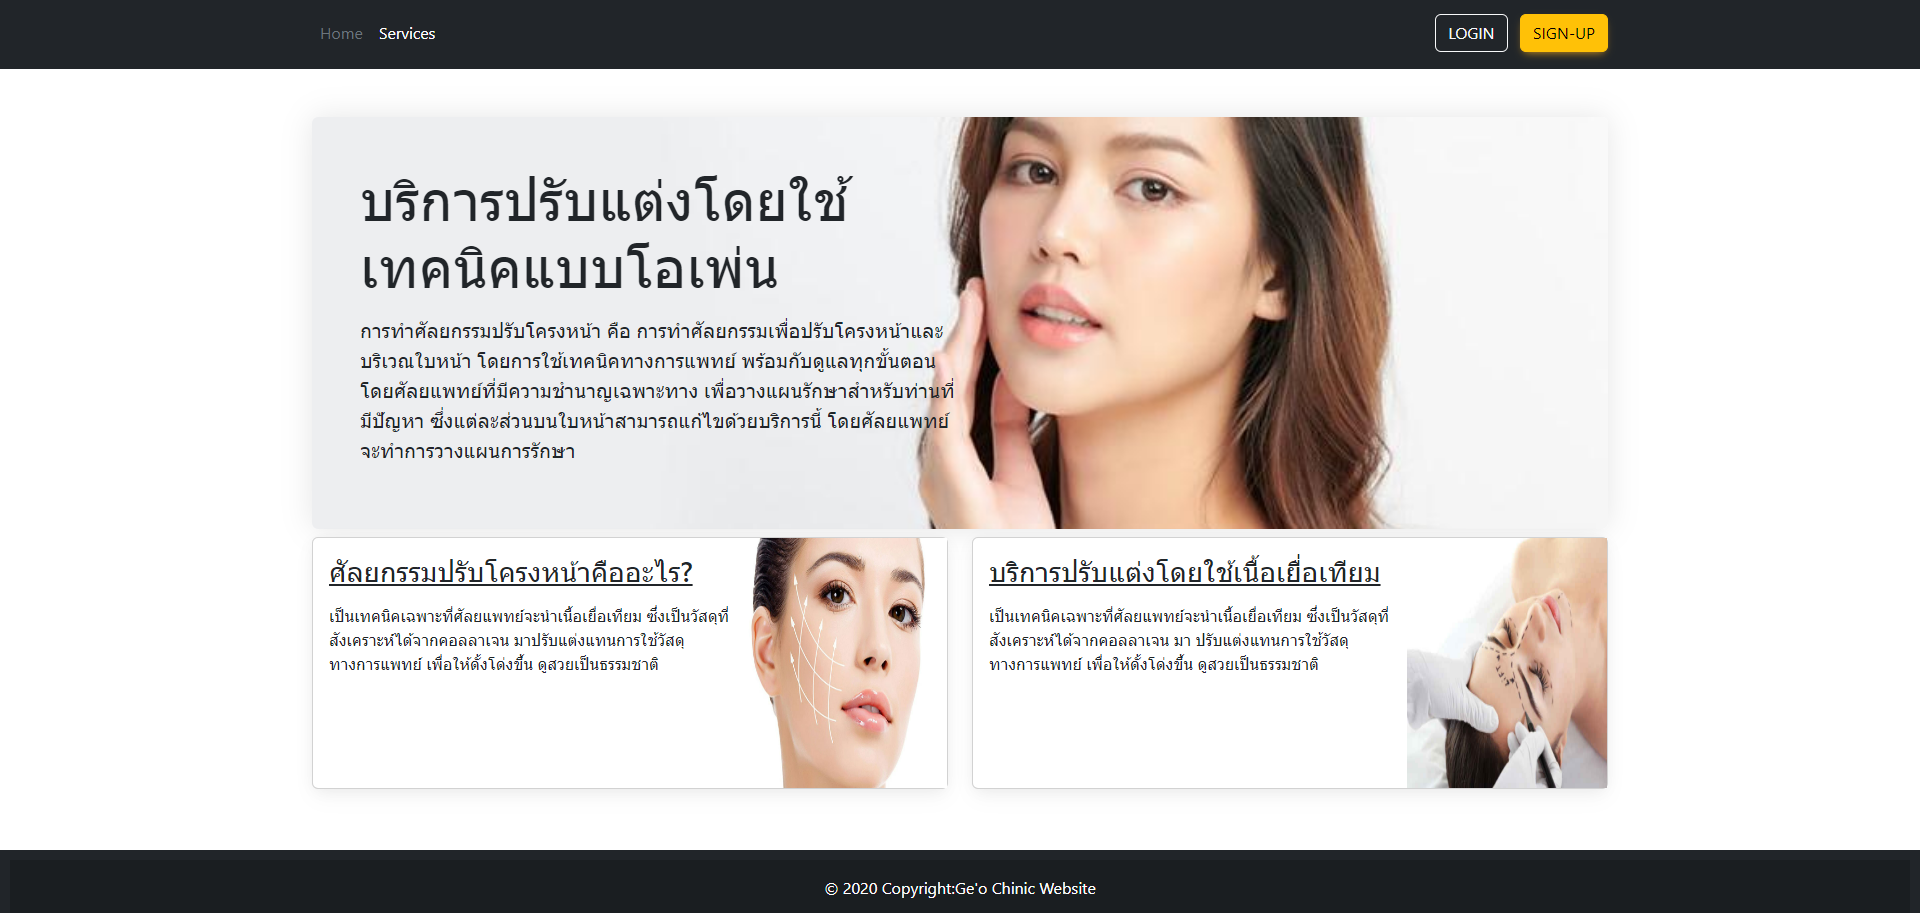 Home Services LOGIN SIGN-UP
บริการปรับแต่งโดยใช้
เทคนิคแบบโอเพ่น
การทำศัลยกรรมปรับโครงหน้า คือ การทำศัลยกรรมเพื่อปรับโครงหน้าและ
บริเวณใบหน้า โดยการใช้เทคนิคทางการแพทย์ พร้อมกับดูแลทุกขั้นตอน
โดยศัลยแพทย์ที่มีความชำนาญเฉพาะทาง เพื่อวางแผนรักษาสำหรับท่านที่
มีปัญหา ซึ่งแต่ละส่วนบนใบหน้าสามารถแก้ไขด้วยบริการนี้ โดยศัลยแพทย์
จะทำการวางแผนการรักษา
ศัลยกรรมปรับโครงหน้าคืออะไร?
เป็นเทคนิคเฉพาะที่ศัลยแพทย์จะนำเนื้อเยื่อเทียม ซึ่งเป็นวัสดุที่
สังเคราะห์ได้จากคอลลาเจน มาปรับแต่งแทนการใช้วัสดุ
ทางการแพทย์ เพื่อให้ดั้งโด่งขึ้น ดูสวยเป็นธรรมชาติ
บริการปรับแต่งโดยใช้เนื้อเยื่อเทียม
เป็นเทคนิคเฉพาะที่ศัลยแพทย์จะนำเนื้อเยื่อเทียม ซึ่งเป็นวัสดุที่
สังเคราะห์ได้จากคอลลาเจน มา ปรับแต่งแทนการใช้วัสดุ
ทางการแพทย์ เพื่อให้ดั้งโด่งขึ้น ดูสวยเป็นธรรมชาติ
© 2020 Copyright:Ge'o Chinic Website